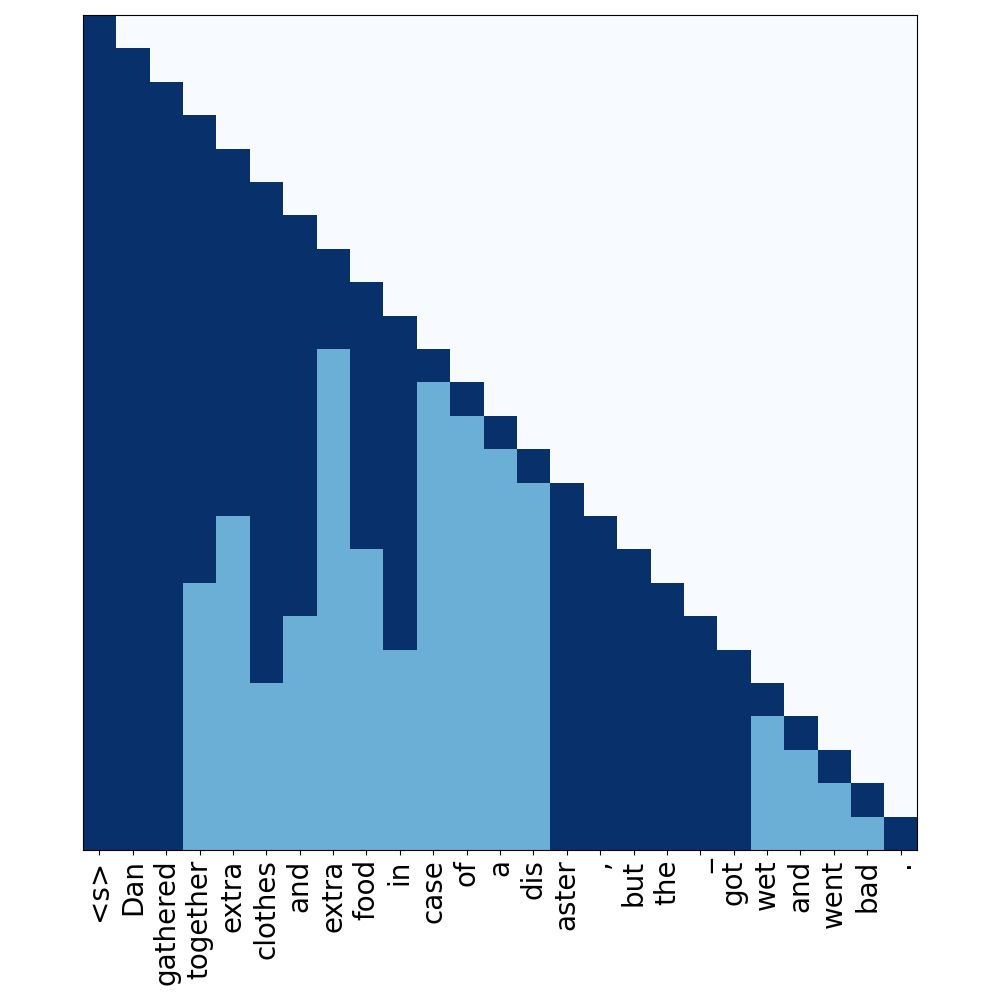 <s>
Dan
gathered
together
extra
clothes
and
extra
food
in
case
of
a
dis
aster
,
but
the
_
got
wet
and
went
bad
.